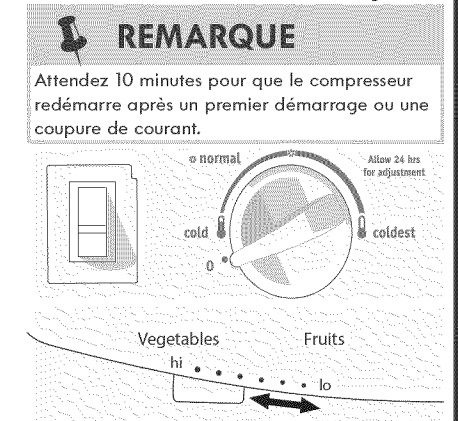 REMARQUE
Attendez 10 minutes pour que le compresseur
redémarre après un premier démarrage ou une
coupure de courant.
normal
Allow 24 hrs
for adjustment
cold
coldest
0
Vegetables Fruits
hi
lo